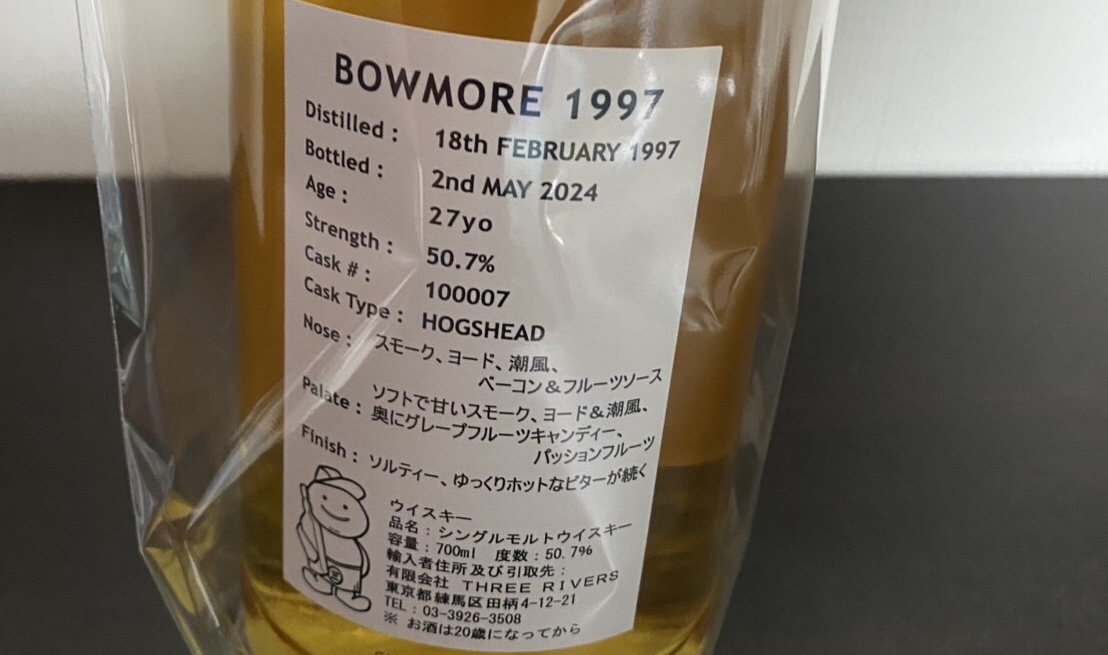 BOWMORE 1997
Distilled : 18th FEBRUARY 1997
Bottled : 2nd MAY 2024
Age : 27yo
Strength : 50.7%
Cask # : 100007
Cask Type : HOGSHEAD
Nose : スモーク、ヨード、潮風、
ベーコン＆フルーツソース
Palate : ソフトで甘いスモーク、ヨード＆潮風、
奥にグレープフルーツキャンディー、
パッションフルーツ
Finish : ソルティー、ゆっくりホットなビターが続く
ウイスキー
品名：シングルモルトウイスキー
容量：700ml 度数：50.7%
輸入者住所及び引取先：
有限会社 THREE RIVERS
東京都練馬区田柄4-12-21
TEL：03-3926-3508
※ お酒は20歳になってから